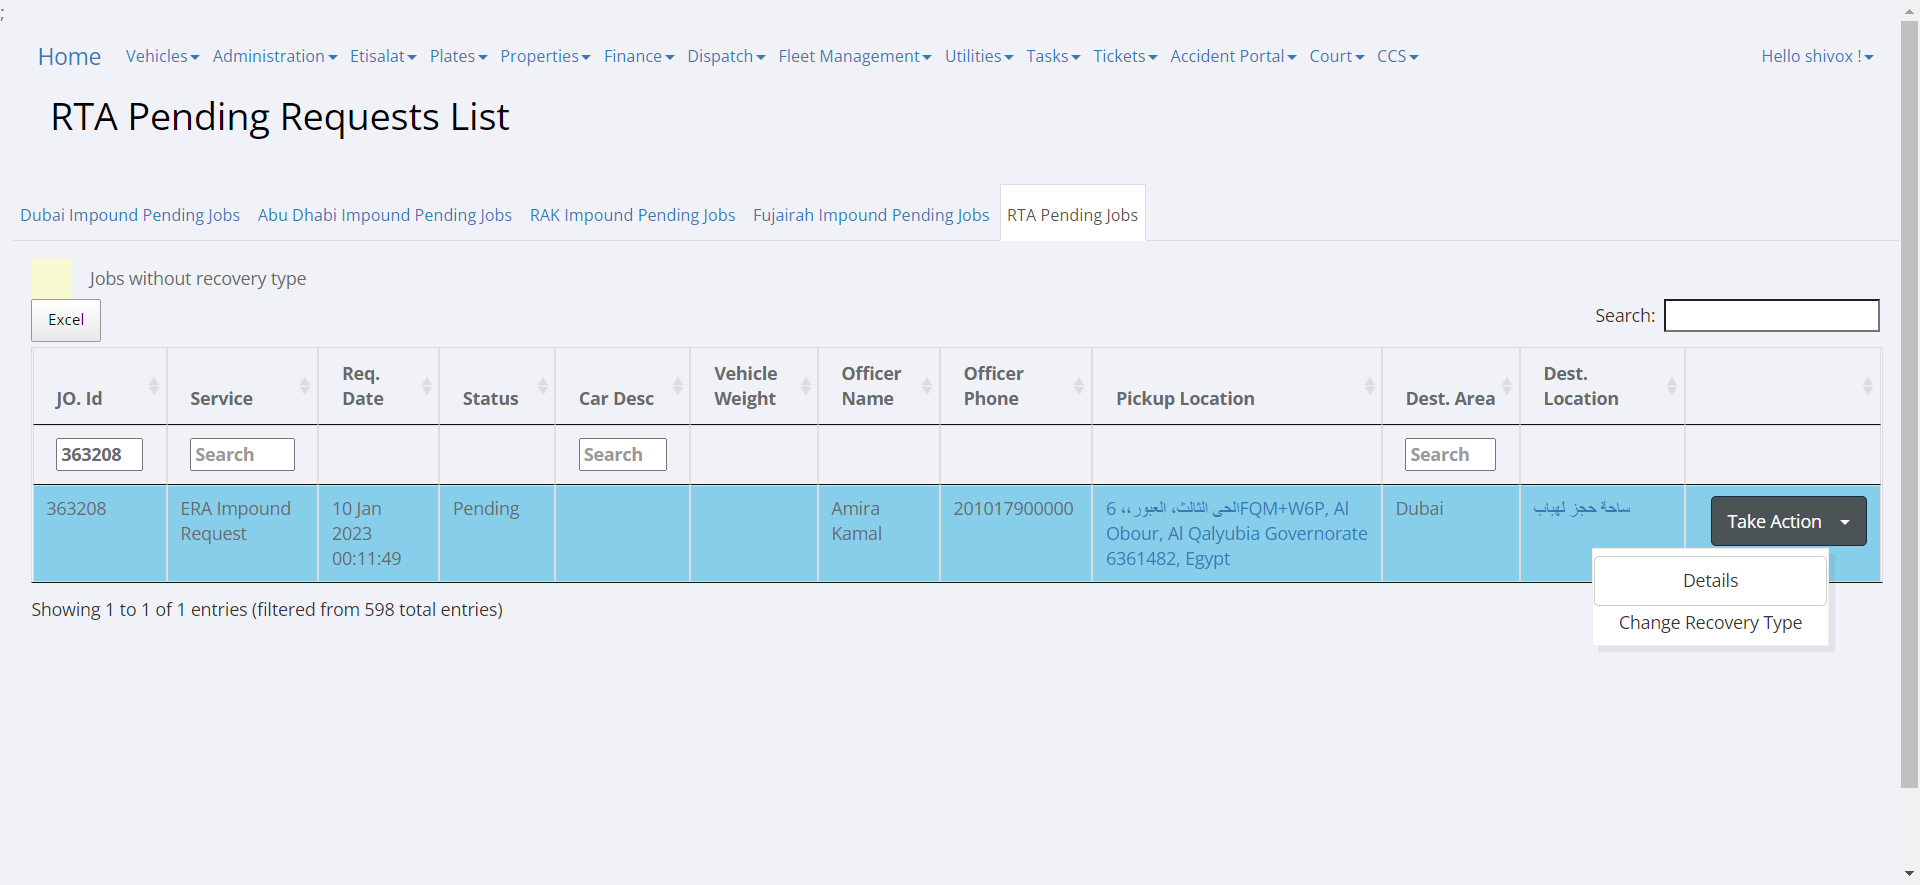 ;
Home Vehicles Administration Etisalat Plates Properties Finance Dispatch Fleet Management Utilities Tasks Tickets Accident Portal Court CCS Hello shivox !
RTA Pending Requests List
Dubai Impound Pending Jobs Abu Dhabi Impound Pending Jobs RAK Impound Pending Jobs Fujairah Impound Pending Jobs RTA Pending Jobs
Jobs without recovery type
Excel Search:
JO. Id Service Req. Date Status Car Desc Vehicle Weight Officer Name Officer Phone Pickup Location Dest. Area Dest. Location
363208 Search Search Search
363208 ERA Impound Request 10 Jan 2023 00:11:49 Pending Amira Kamal 201017900000
6 ،،الحى الثالث، العبورFQM+W6P, Al
Obour, Al Qalyubia Governorate
6361482, Egypt
Dubai
ساحة حجز لهباب
Take Action
Details
Change Recovery Type
Showing 1 to 1 of 1 entries (filtered from 598 total entries)